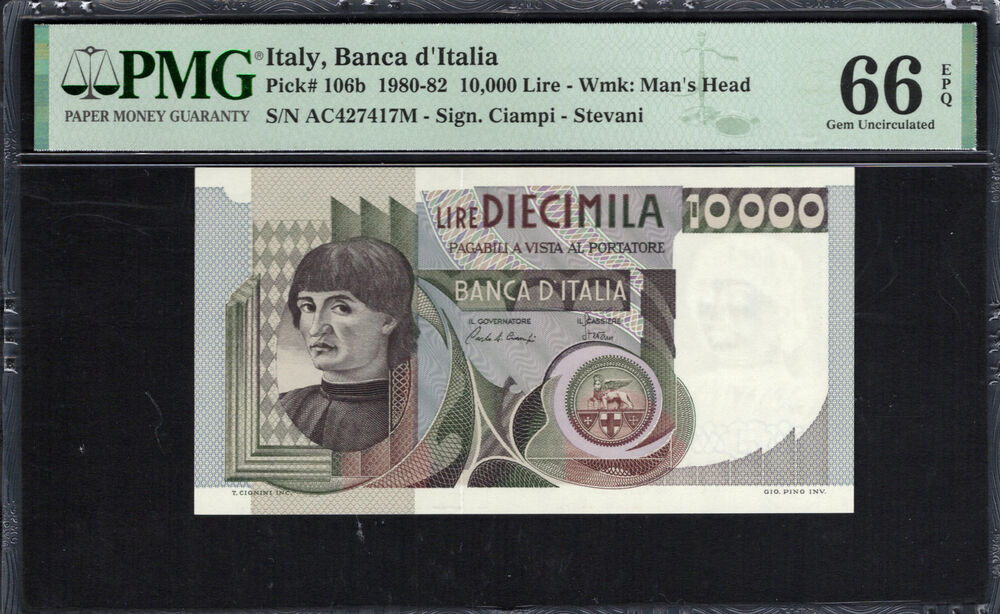 PMG®
PAPER MONEY GUARANTY
Italy, Banca d'Italia
Pick# 106b 1980-82 10,000 Lire - Wmk: Man's Head
S/N AC427417M - Sign. Ciampi - Stevani
66 EPQ
Gem Uncirculated
LIRE DIECIMILA
10000
PAGABILI A VISTA AL PORTATORE
BANCA D'ITALIA
IL GOVERNATORE
IL CASSIERE
T. CIONINI INC.
GIO. PINO INV.